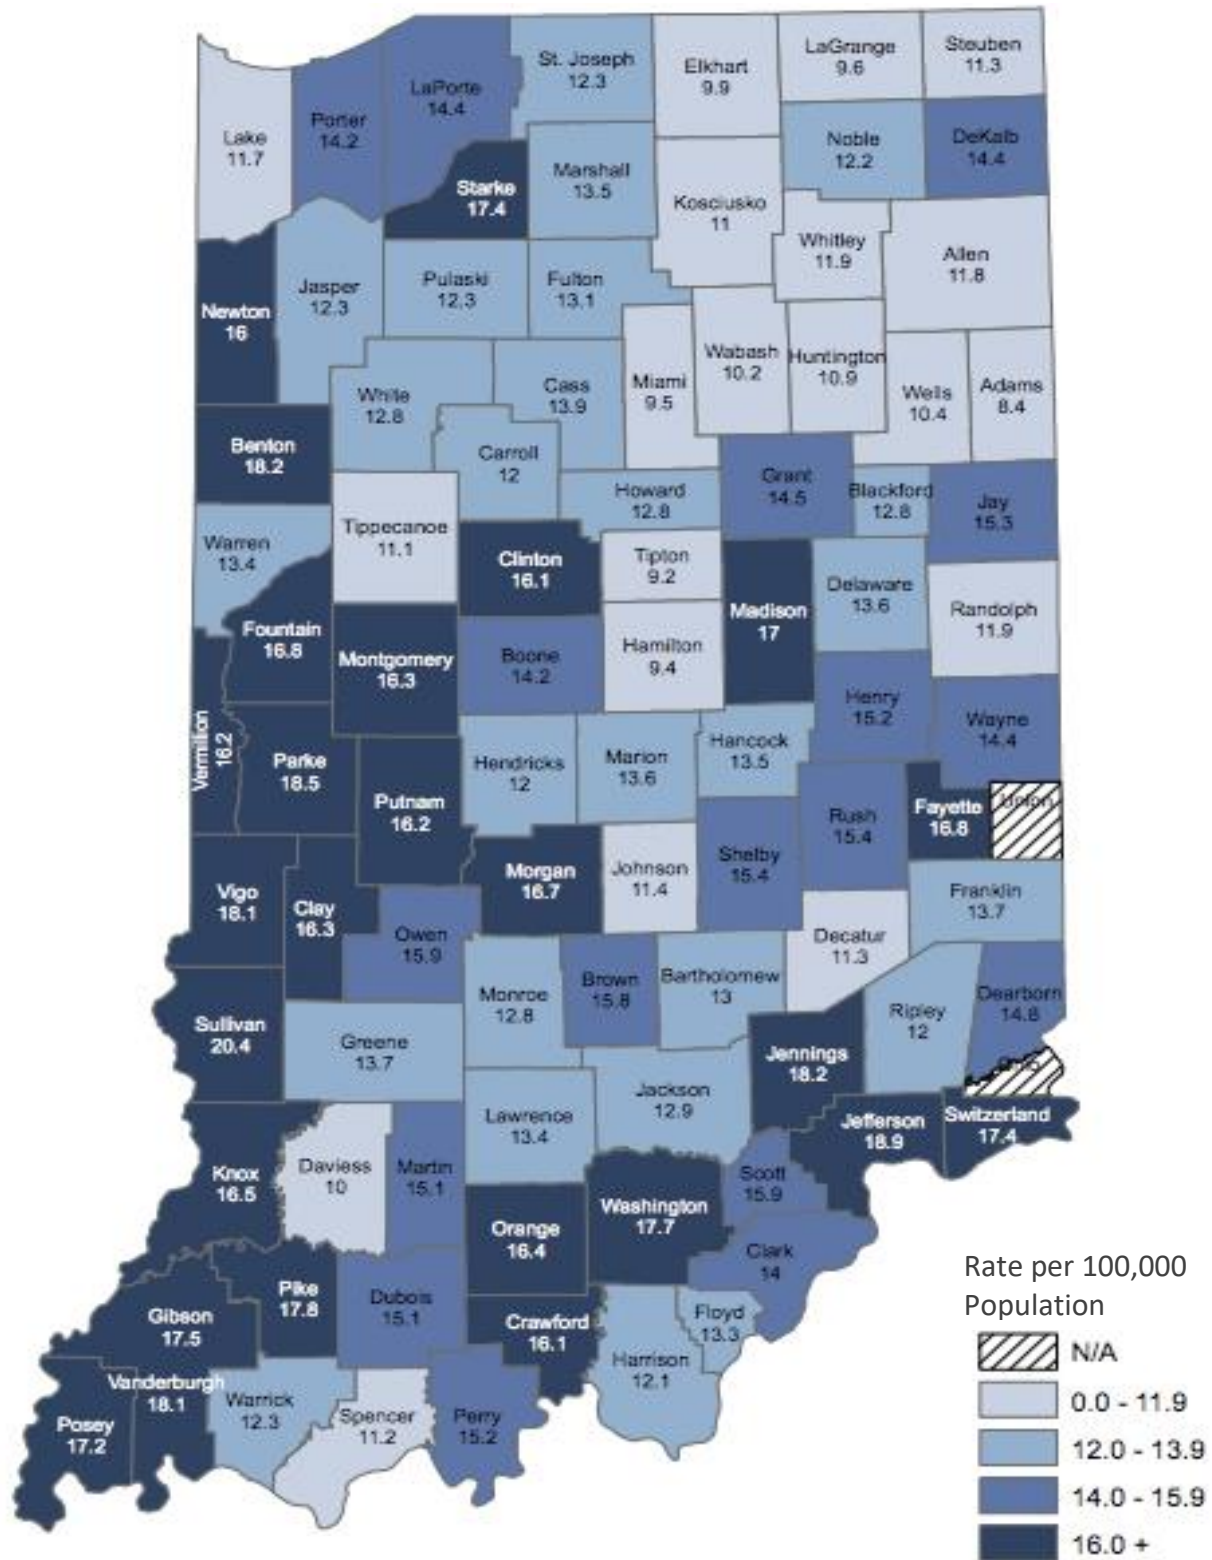 St. Joseph
12.3
Elkhart
9.9
LaGrange
9.6
Steuben
11.3
LaPorte
14.4
Porter
14.2
Lake
11.7
Noble
12.2
DeKalb
14.4
Marshall
13.5
Starke
17.4
Kosciusko
11
Whitley
11.9
Allen
11.8
Jasper
12.3
Pulaski
12.3
Fulton
13.1
Newton
16
Wabash
10.2
Huntington
10.9
Miami
9.5
Wells
10.4
Adams
8.4
White
12.8
Cass
13.9
Benton
18.2
Carroll
12
Howard
12.8
Grant
14.5
Blackford
12.8
Jay
15.3
Tippecanoe
11.1
Warren
13.4
Clinton
16.1
Tipton
9.2
Madison
17
Delaware
13.6
Randolph
11.9
Fountain
16.8
Montgomery
16.3
Boone
14.2
Hamilton
9.4
Henry
15.2
Wayne
14.4
Vermillion
16.2
Parke
18.5
Putnam
16.2
Hendricks
12
Marion
13.6
Hancock
13.5
Rush
15.4
Fayette
16.8
Union
Vigo
18.1
Clay
16.3
Morgan
16.7
Johnson
11.4
Shelby
15.4
Franklin
13.7
Owen
15.9
Decatur
11.3
Monroe
12.8
Brown
15.8
Bartholomew
13
Ripley
12
Dearborn
14.8
Sullivan
20.4
Greene
13.7
Jennings
18.2
Jackson
12.9
Lawrence
13.4
Jefferson
18.9
Switzerland
17.4
Knox
16.5
Daviess
10
Martin
15.1
Scott
15.9
Washington
17.7
Orange
16.4
Clark
14
Pike
17.8
Dubois
15.1
Gibson
17.5
Crawford
16.1
Floyd
13.3
Harrison
12.1
Vanderburgh
18.1
Warrick
12.3
Spencer
11.2
Perry
15.2
Posey
17.2
Rate per 100,000
Population
N/A
0.0 - 11.9
12.0 - 13.9
14.0 - 15.9
16.0 +